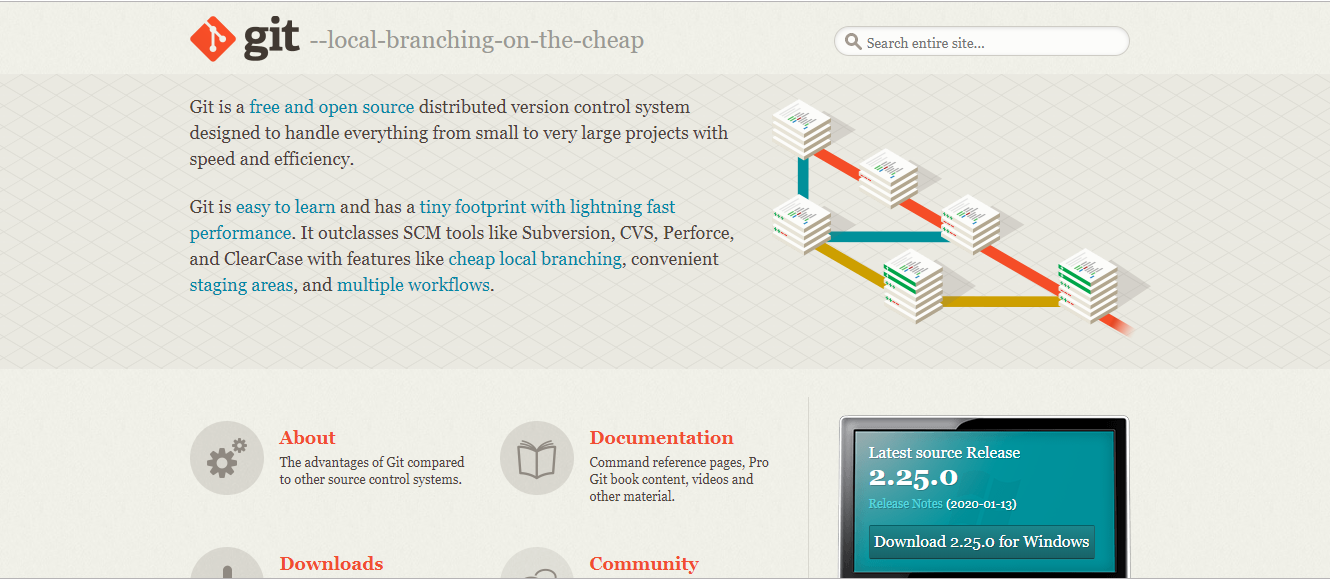 git --local-branching-on-the-cheap
Search entire site...
Git is a free and open source distributed version control system
designed to handle everything from small to very large projects with
speed and efficiency.
Git is easy to learn and has a tiny footprint with lightning fast
performance. It outclasses SCM tools like Subversion, CVS, Perforce,
and ClearCase with features like cheap local branching, convenient
staging areas, and multiple workflows.
About
The advantages of Git compared
to other source control systems.
Documentation
Command reference pages, Pro
Git book content, videos and
other material.
Downloads
Community
Latest source Release
2.25.0
Release Notes (2020-01-13)
Download 2.25.0 for Windows